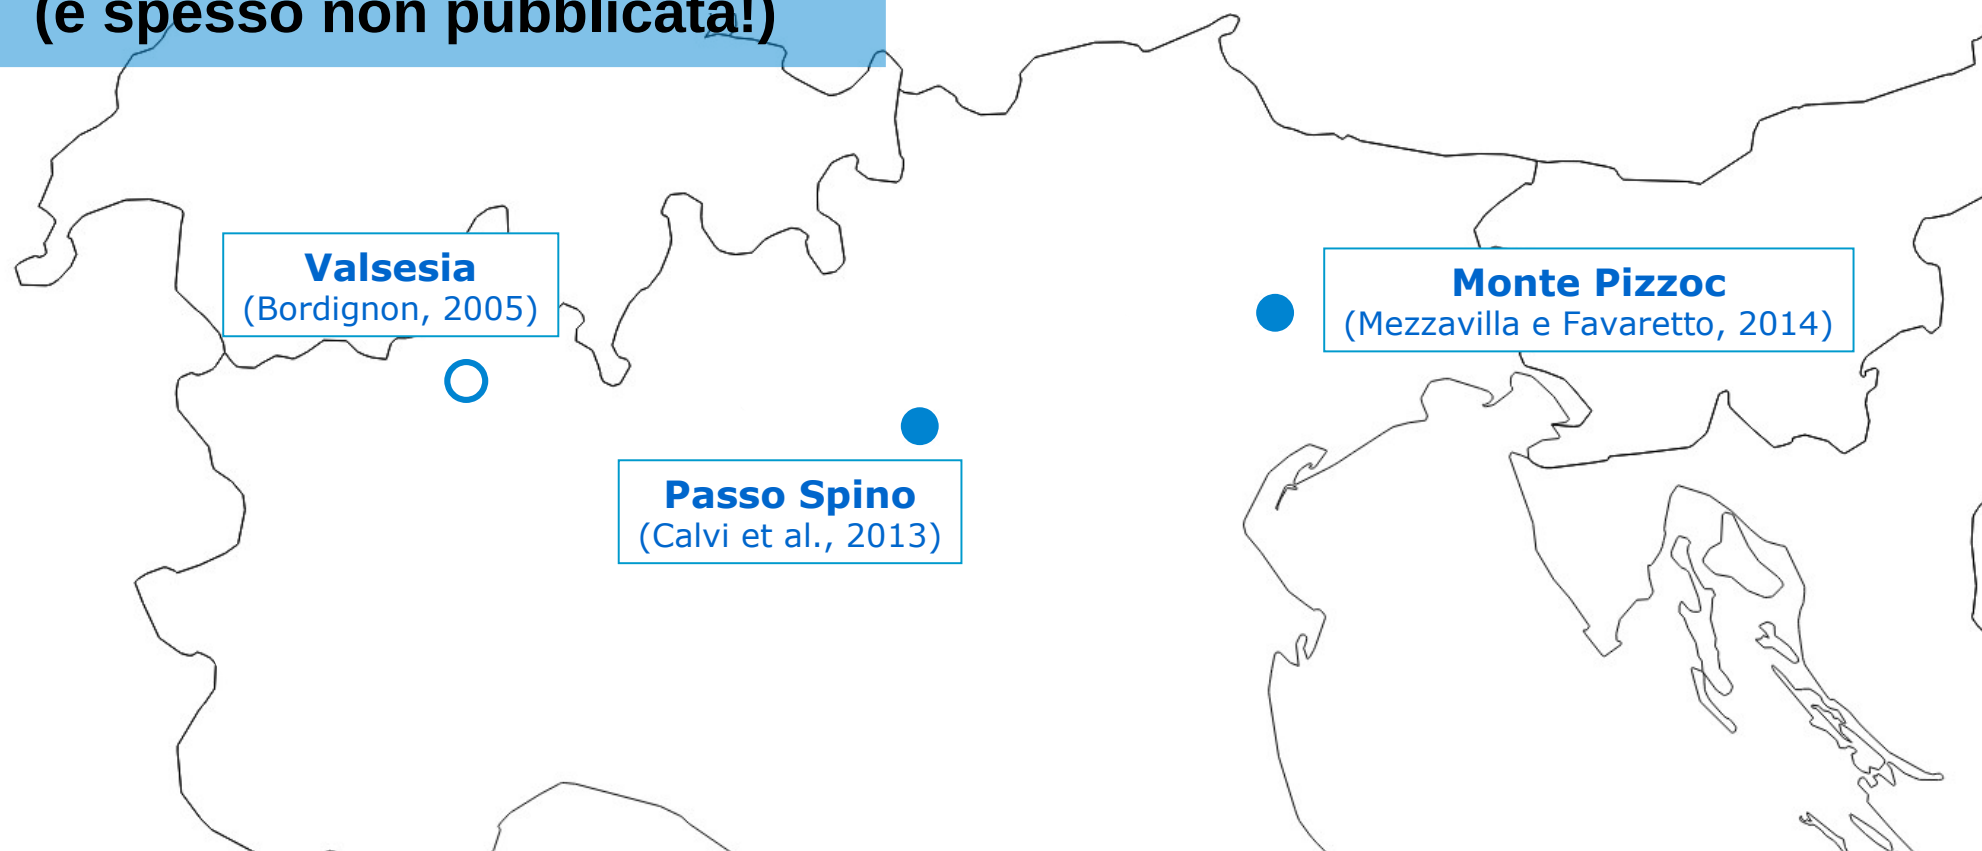 (e spesso non pubblicata!)
Valsesia
(Bordignon, 2005)
Monte Pizzoc
(Mezzavilla e Favaretto, 2014)
Passo Spino
(Calvi et al., 2013)